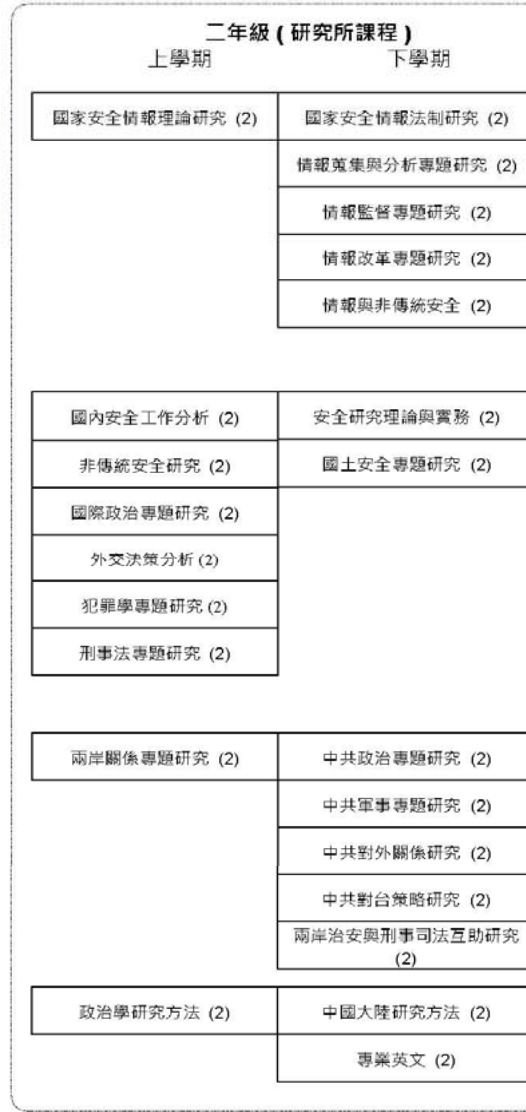 二年級 ( 研究所課程 )
上學期 下學期
國家安全情報理論研究 (2) 國家安全情報法制研究 (2)
情報蒐集與分析專題研究 (2)
情報監督專題研究 (2)
情報改革專題研究 (2)
情報與非傳統安全 (2)
國內安全工作分析 (2) 安全研究理論與實務 (2)
非傳統安全研究 (2) 國土安全專題研究 (2)
國際政治專題研究 (2)
外交決策分析 (2)
犯罪學專題研究 (2)
刑事法專題研究 (2)
兩岸關係專題研究 (2) 中共政治專題研究 (2)
中共軍事專題研究 (2)
中共對外關係研究 (2)
中共對台策略研究 (2)
兩岸治安與刑事司法互助研究
(2)
政治學研究方法 (2) 中國大陸研究方法 (2)
專業英文 (2)